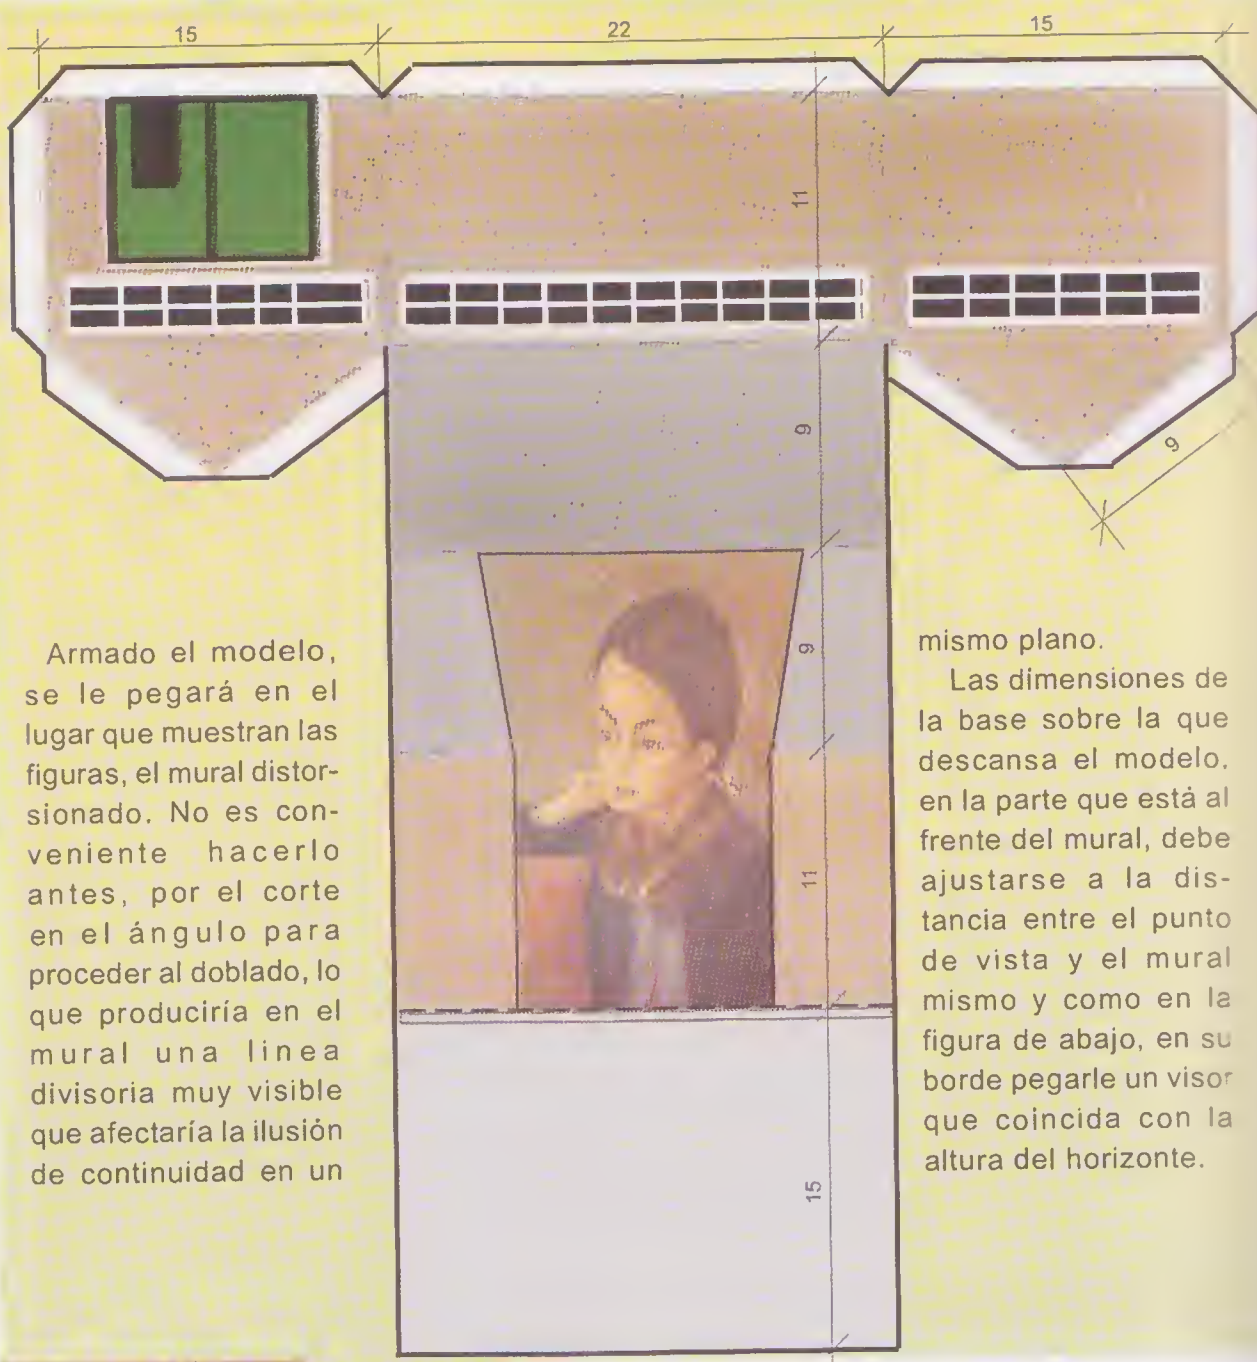 15
22
15
11
9
9
9
11
15
Armado el modelo,
se le pegará en el
lugar que muestran las
figuras, el mural distor-
sionado. No es con-
veniente hacerlo
antes, por el corte
en el ángulo para
proceder al doblado, lo
que produciría en el
mural una linea
divisoria muy visible
que afectaría la ilusión
de continuidad en un
mismo plano.
Las dimensiones de
la base sobre la que
descansa el modelo,
en la parte que está al
frente del mural, debe
ajustarse a la dis-
tancia entre el punto
de vista y el mural
mismo y como en la
figura de abajo, en su
borde pegarle un visor
que coincida con la
altura del horizonte.